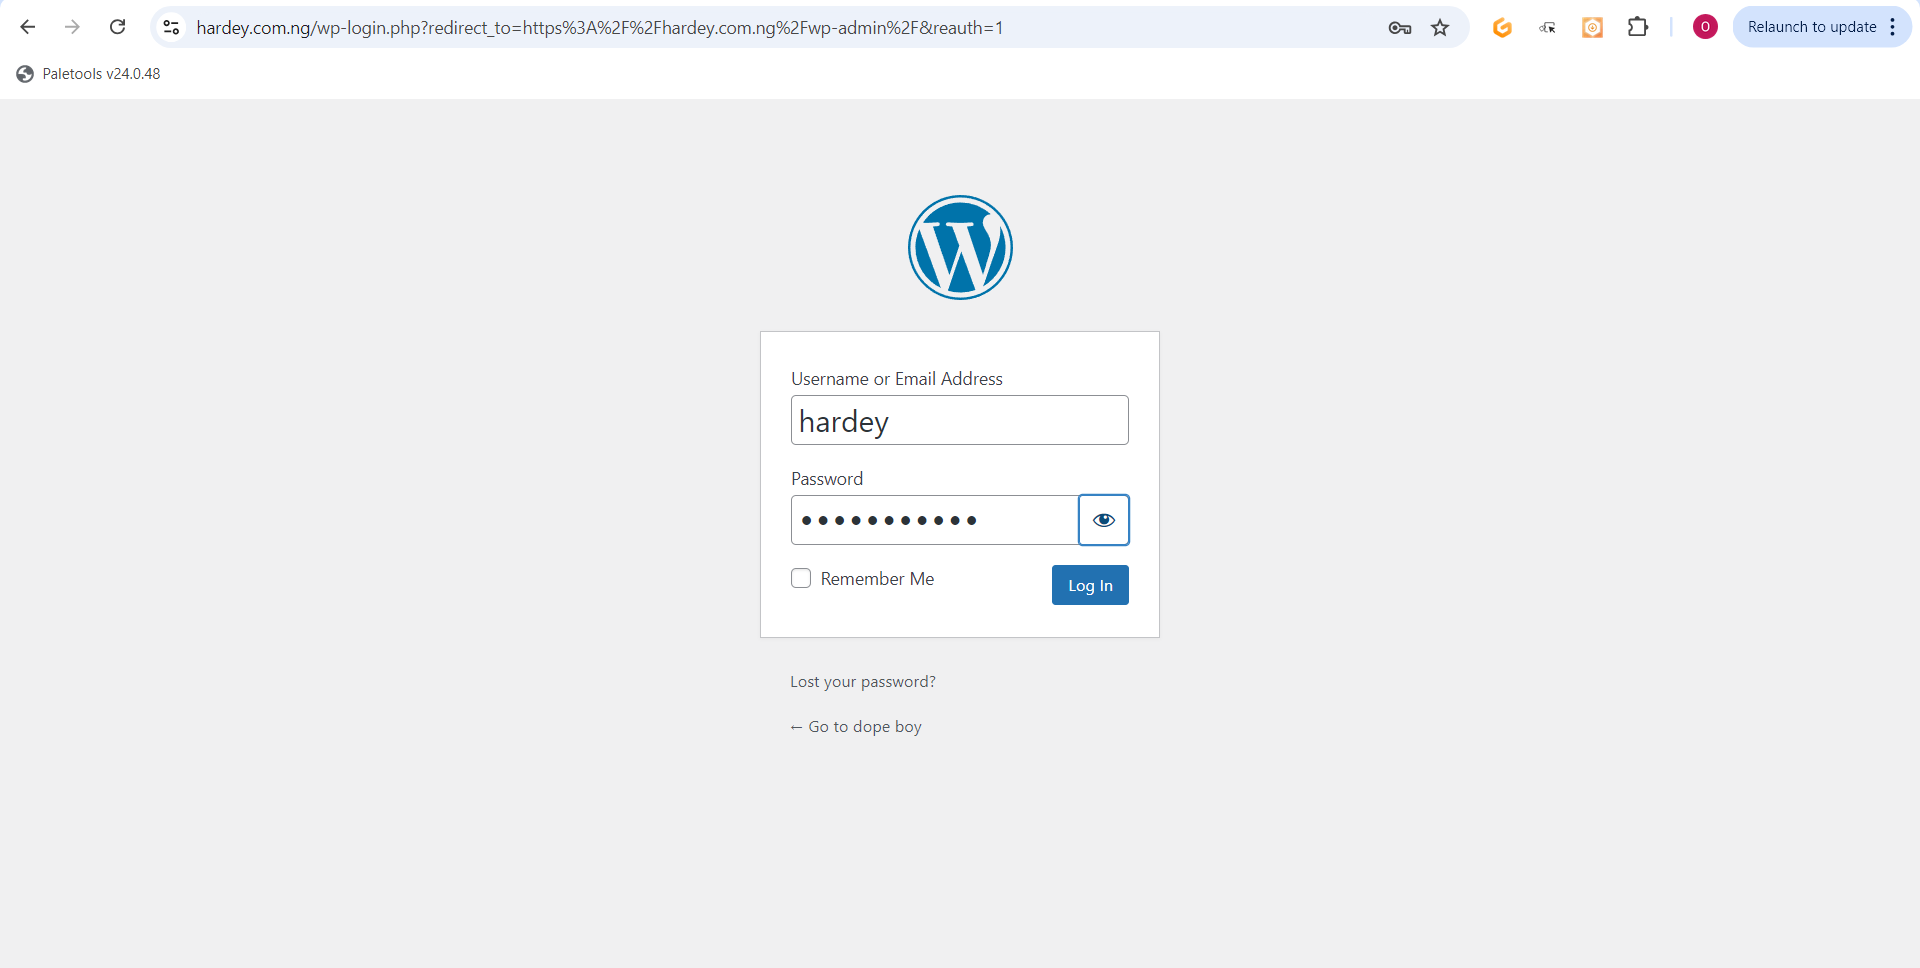 hardey.com.ng/wp-login.php?redirect_to=https%3A%2F%2Fhardey.com.ng%2Fwp-admin%2F&reauth=1
O
Relaunch to update
Paletools v24.0.48
Username or Email Address
hardey
Password
Remember Me
Log In
Lost your password?
← Go to dope boy